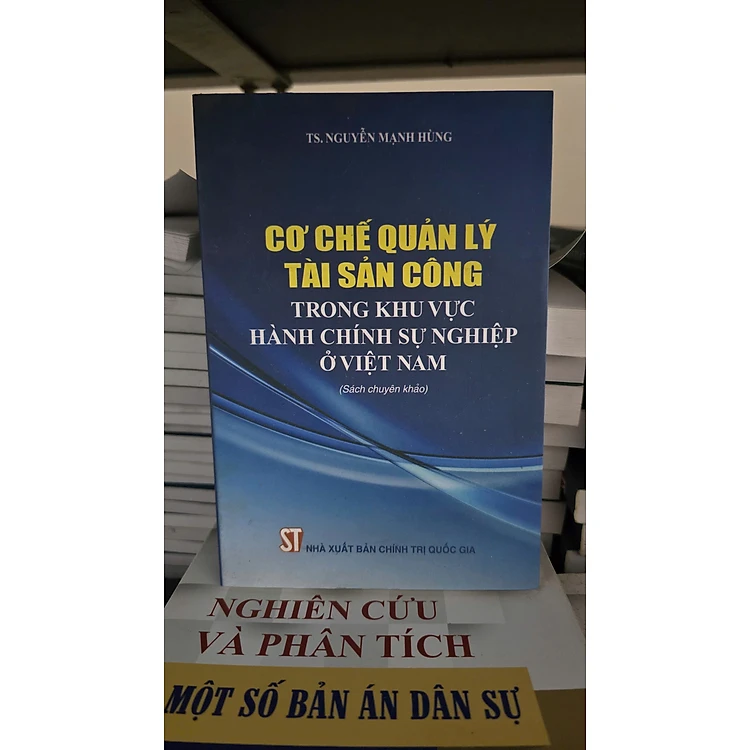 TS. NGUYỄN MẠNH HÙNG
CƠ CHẾ QUẢN LÝ
TÀI SẢN CÔNG
TRONG KHU VỰC
HÀNH CHÍNH SỰ NGHIỆP
Ở VIỆT NAM
(Sách chuyên khảo)
ST NHÀ XUẤT BẢN CHÍNH TRỊ QUỐC GIA
NGHIÊN CỨU
VÀ PHÂN TÍCH
MỘT SỐ BẢN ÁN DÂN SỰ